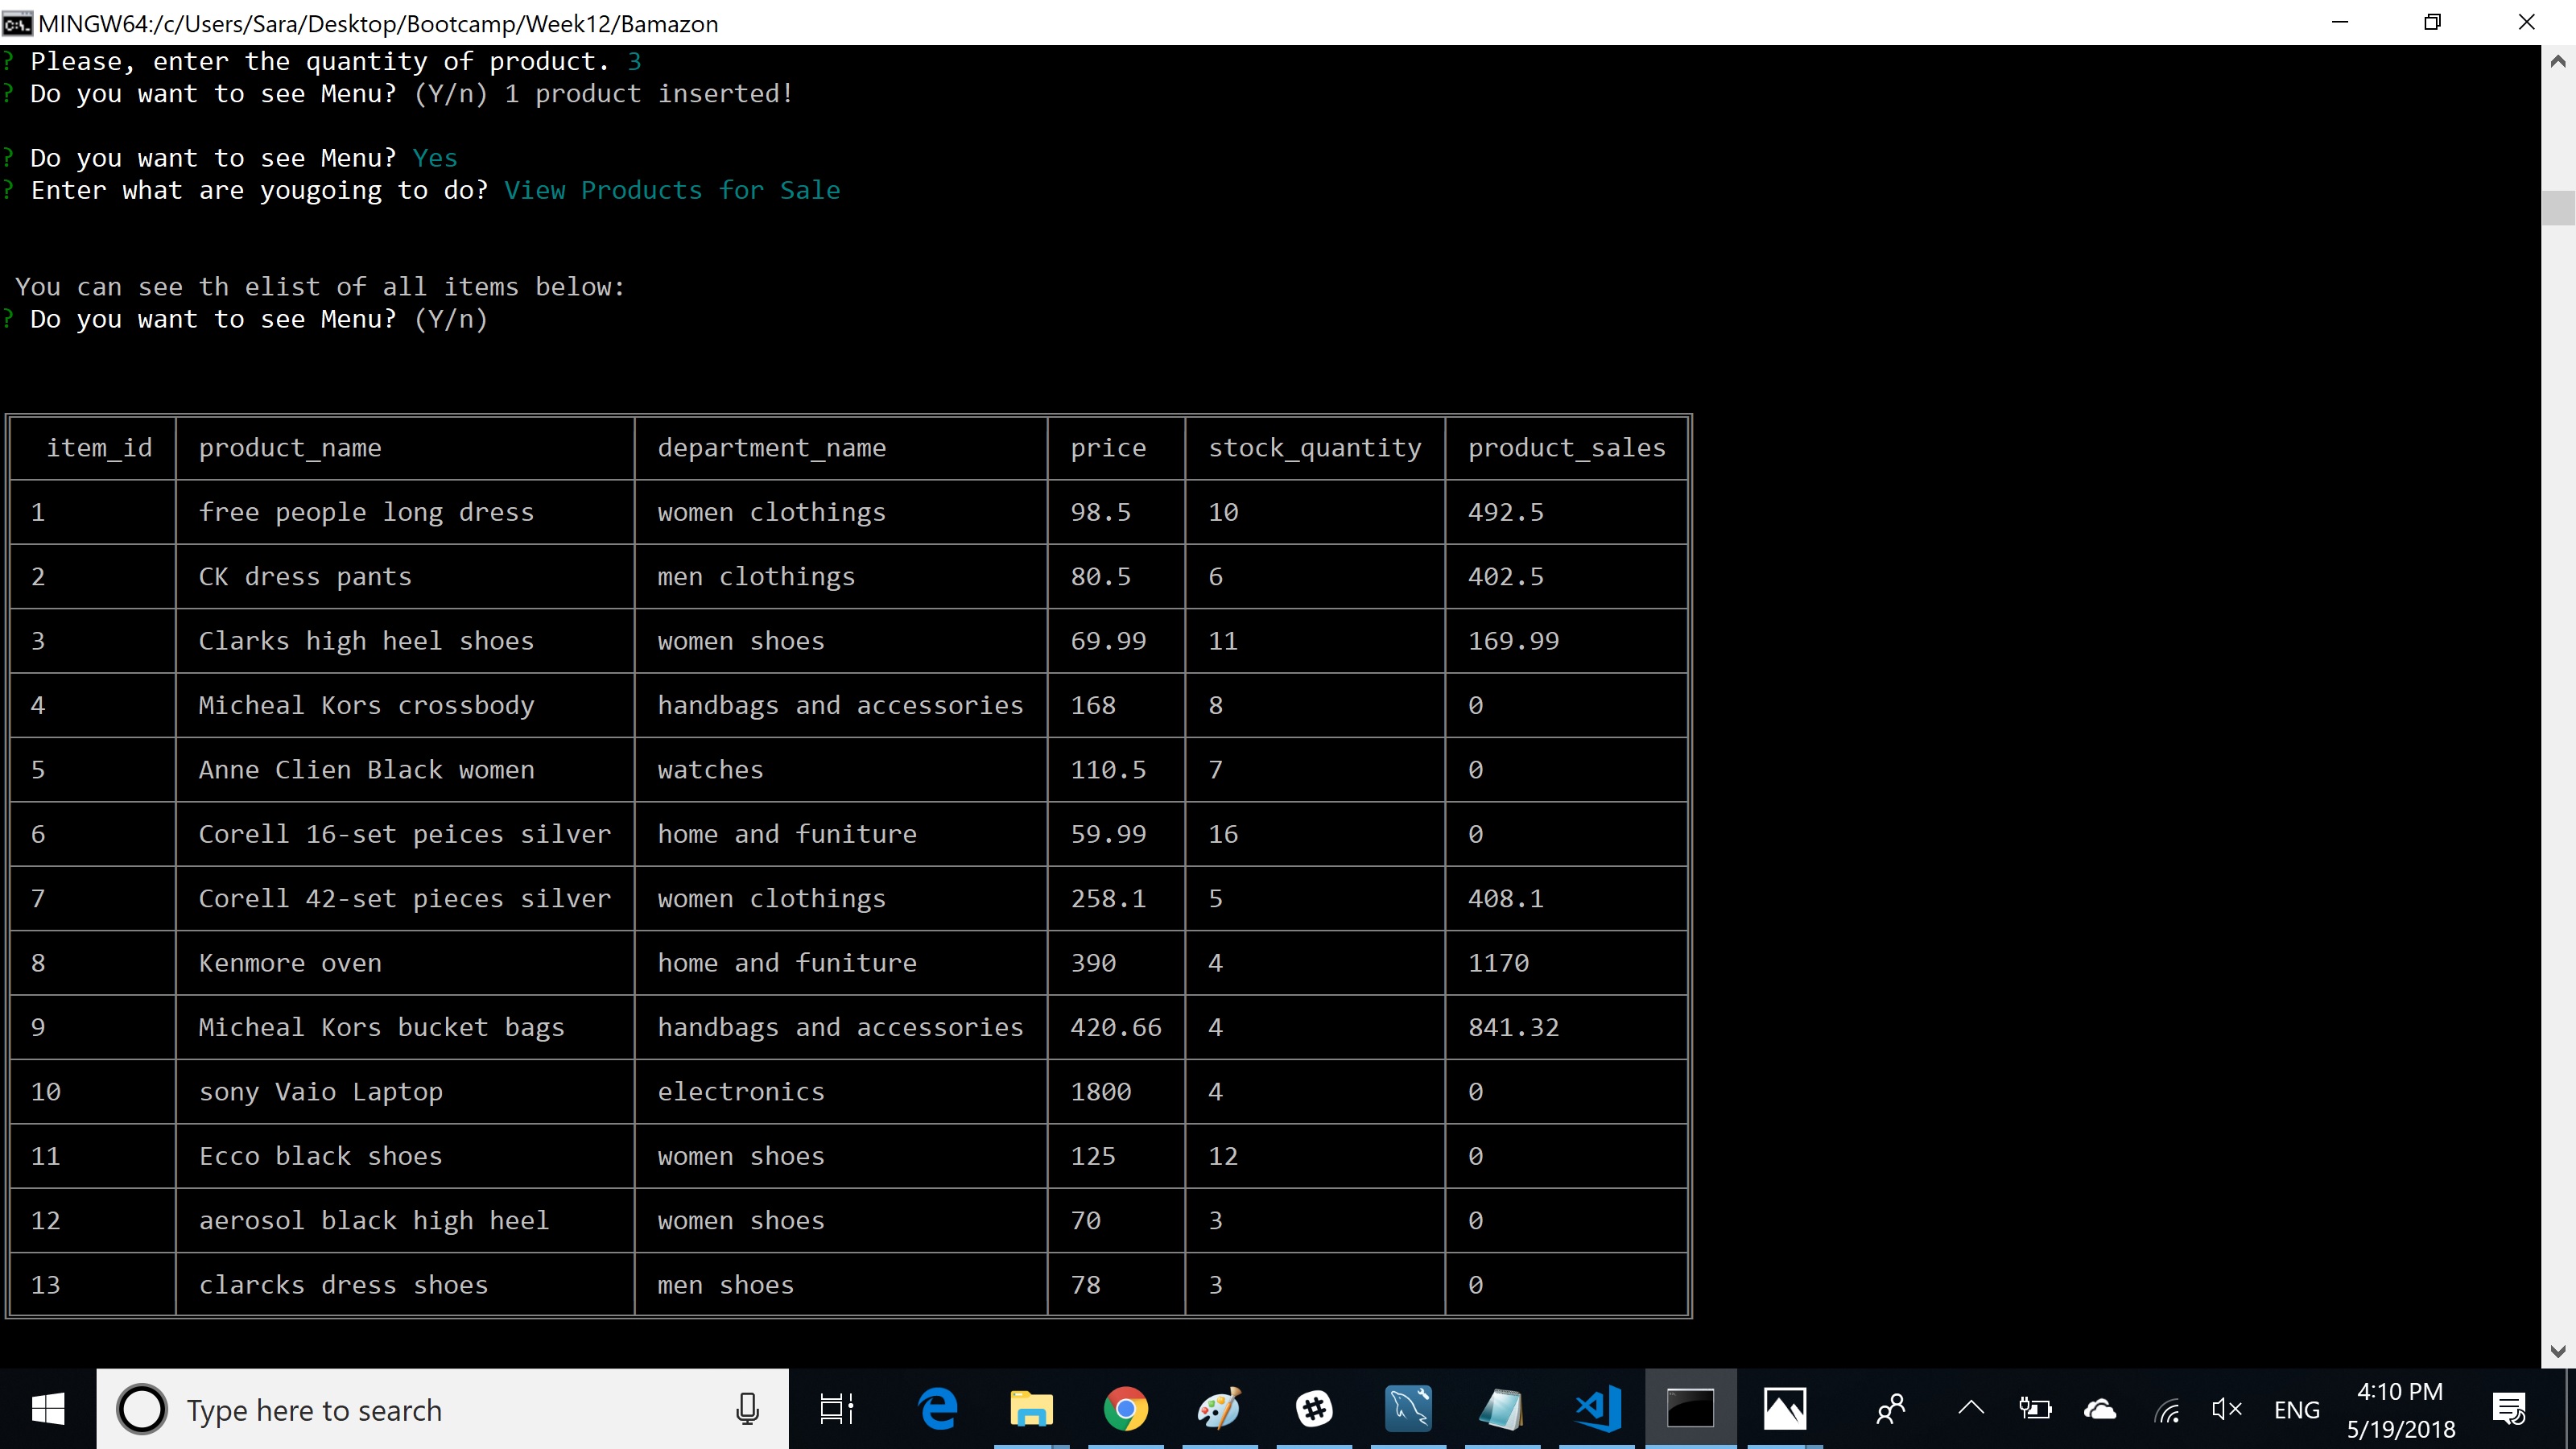 MINGW64:/c/Users/Sara/Desktop/Bootcamp/Week12/Bamazon
? Please, enter the quantity of product. 3
? Do you want to see Menu? (Y/n) 1 product inserted!
? Do you want to see Menu? Yes
? Enter what are yougoing to do? View Products for Sale
You can see th elist of all items below:
? Do you want to see Menu? (Y/n)
item_id product_name department_name price stock_quantity product_sales
1 free people long dress women clothings 98.5 10 492.5
2 CK dress pants men clothings 80.5 6 402.5
3 Clarks high heel shoes women shoes 69.99 11 169.99
4 Micheal Kors crossbody handbags and accessories 168 8 0
5 Anne Clien Black women watches 110.5 7 0
6 Corell 16-set peices silver home and funiture 59.99 16 0
7 Corell 42-set pieces silver women clothings 258.1 5 408.1
8 Kenmore oven home and funiture 390 4 1170
9 Micheal Kors bucket bags handbags and accessories 420.66 4 841.32
10 sony Vaio Laptop electronics 1800 4 0
11 Ecco black shoes women shoes 125 12 0
12 aerosol black high heel women shoes 70 3 0
13 clarcks dress shoes men shoes 78 3 0
Type here to search
ENG
4:10 PM
5/19/2018